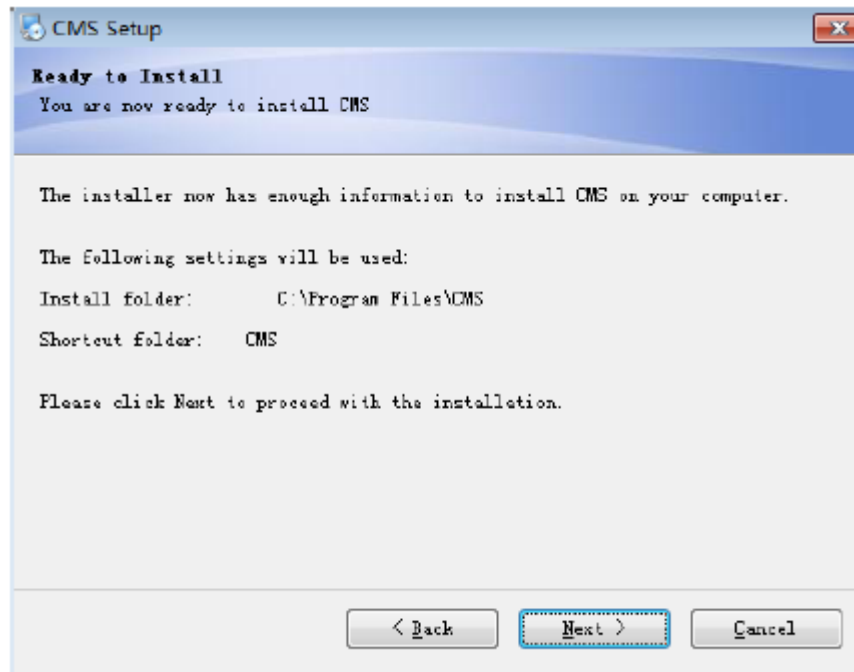 CMS Setup
Ready to Install
You are now ready to install CMS
The installer now has enough information to install CMS on your computer.
The following settings will be used:
Install folder: C:\Program Files\CMS
Shortcut folder: CMS
Please click Next to proceed with the installation.
< Back Next > Cancel